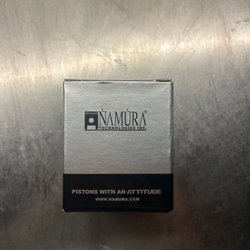 NAMURA
TECHNOLOGIES INC.
PISTONS WITH AN ATTITUDE
WWW.NAMURA.COM